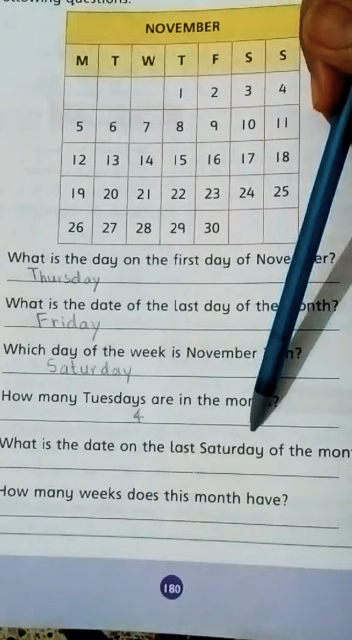 following questions.
NOVEMBER
M T W T F S S
1 2 3 4
5 6 7 8 9 10 11
12 13 14 15 16 17 18
19 20 21 22 23 24 25
26 27 28 29 30
What is the day on the first day of Nove er?
Thursday
What is the date of the last day of the onth?
Friday
Which day of the week is November
Saturday
How many Tuesdays are in the mon ?
4
What is the date on the last Saturday of the mon
How many weeks does this month have?
180